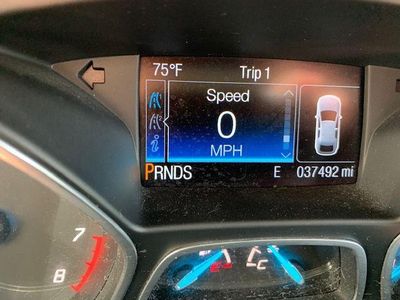 75°F Trip 1
Speed
0
MPH
PRNDS E 037492 mi
7
8